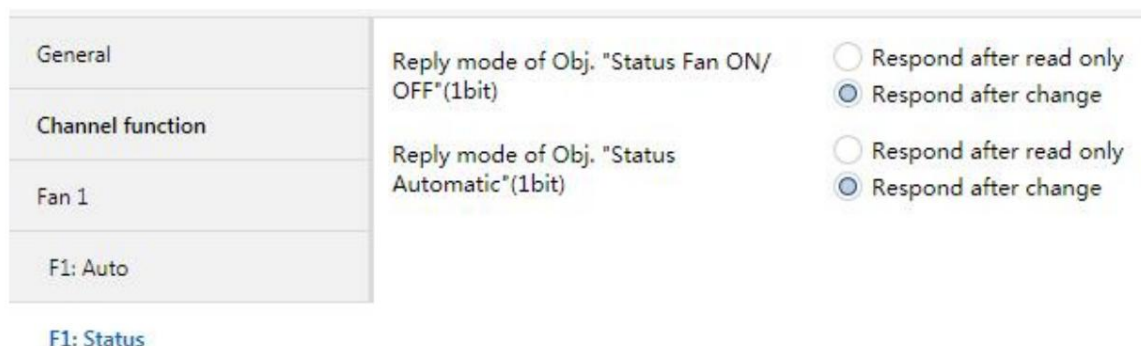 General
Channel function
Fan 1
F1: Auto
F1: Status
Reply mode of Obj. "Status Fan ON/
OFF"(1bit)
Respond after read only
Respond after change
Reply mode of Obj. "Status
Automatic"(1bit)
Respond after read only
Respond after change